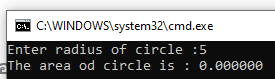 C:\WINDOWS\system32\cmd.exe
Enter radius of circle :5
The area od circle is : 0.000000